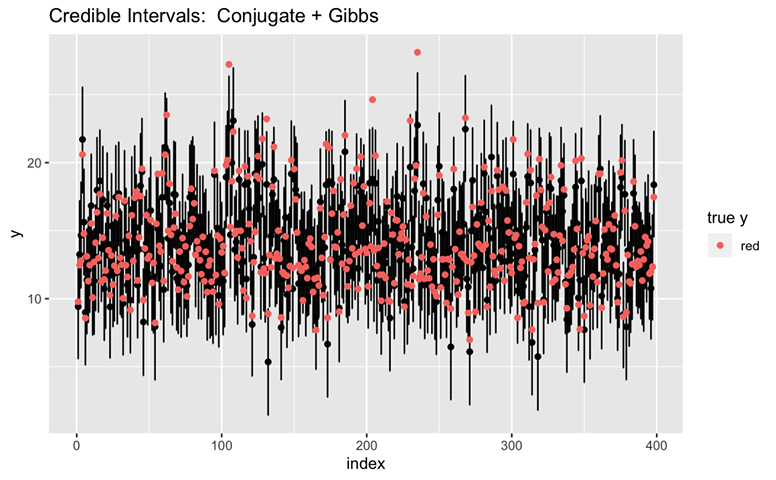 Credible Intervals:  Conjugate + Gibbs
y
20
10
0
100
200
300
400
index
true y
red